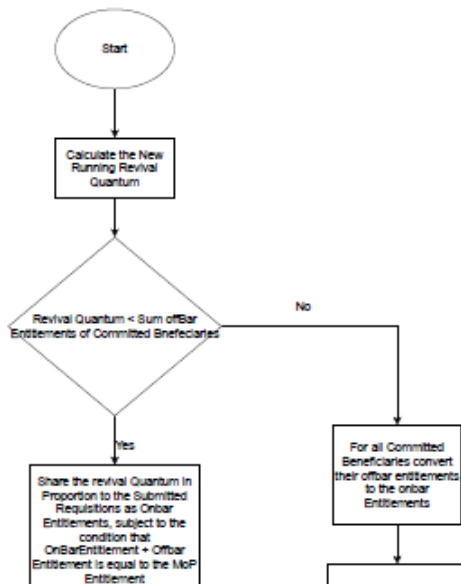 Start
Calculate the New
Running Revival
Quantum
Revival Quantum < Sum offBar
Entitlements of Committed Bnefeciaries
No
Yes
For all Committed
Beneficiaries convert
their offbar entitlements
to the onbar
Entitlements
Share the revival Quantum in
Proportion to the Submitted
Requisitions as Onbar
Entitlements, subject to the
condition that
OnBarEntitlement + Offbar
Entitlement is equal to the MoP
Entitlement